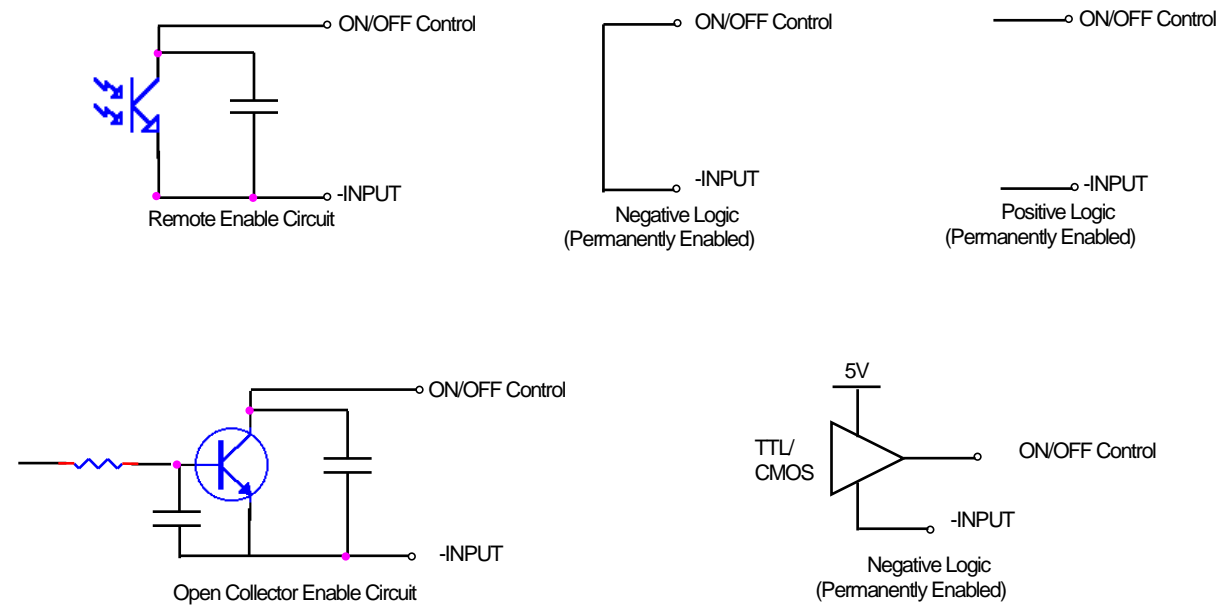 ON/OFF Control
-INPUT
Remote Enable Circuit
ON/OFF Control
-INPUT
Negative Logic
(Permanently Enabled)
ON/OFF Control
-INPUT
Positive Logic
(Permanently Enabled)
ON/OFF Control
-INPUT
Open Collector Enable Circuit
5V
TTL/
CMOS
ON/OFF Control
-INPUT
Negative Logic
(Permanently Enabled)